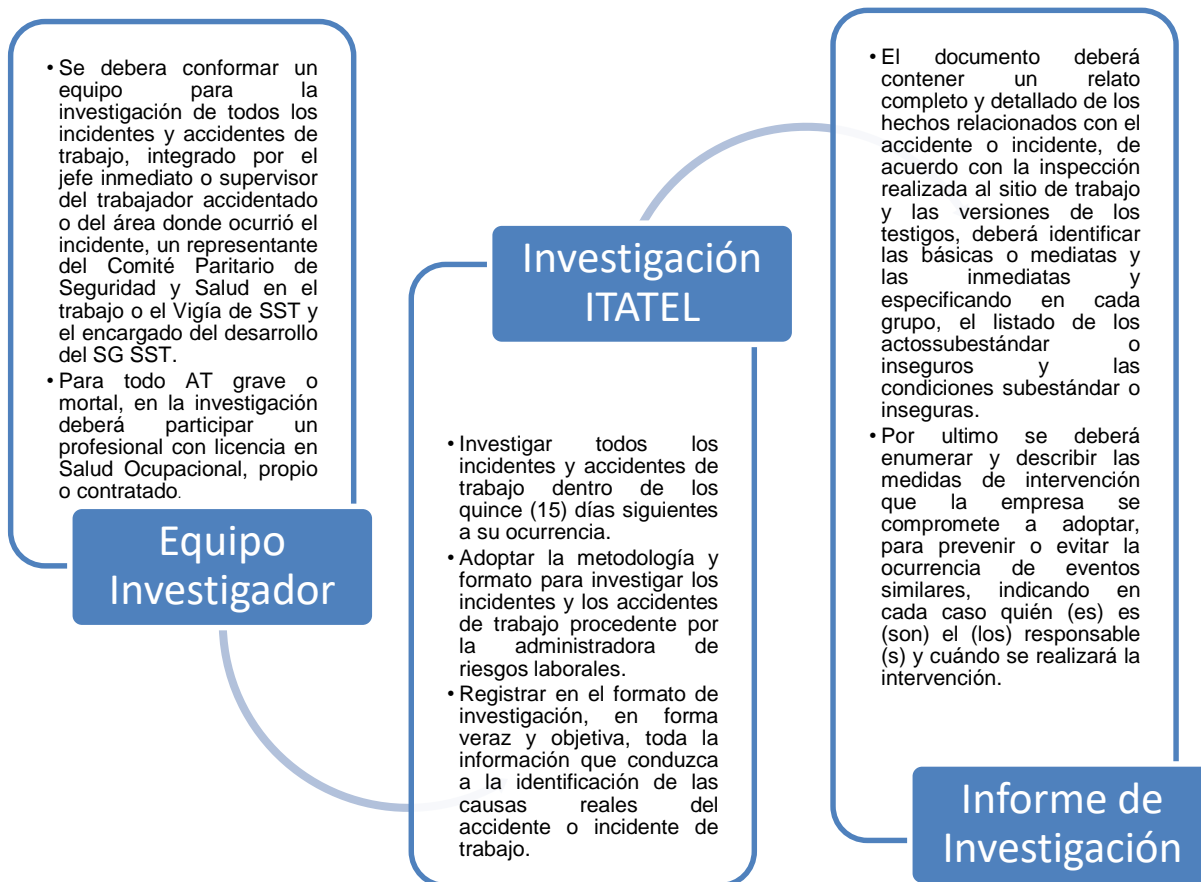 • Se debera conformar un
equipo para la
investigación de todos los
incidentes y accidentes de
trabajo, integrado por el
jefe inmediato o supervisor
del trabajador accidentado
o del área donde ocurrió el
incidente, un representante
del Comité Paritario de
Seguridad y Salud en el
trabajo o el Vigía de SST y
el encargado del desarrollo
del SG SST.
• Para todo AT grave o
mortal, en la investigación
deberá participar un
profesional con licencia en
Salud Ocupacional, propio
o contratado.
Equipo
Investigador
Investigación
ITATEL
• Investigar todos los
incidentes y accidentes de
trabajo dentro de los
quince (15) días siguientes
a su ocurrencia.
• Adoptar la metodología y
formato para investigar los
incidentes y los accidentes
de trabajo procedente por
la administradora de
riesgos laborales.
• Registrar en el formato de
investigación, en forma
veraz y objetiva, toda la
información que conduzca
a la identificación de las
causas reales del
accidente o incidente de
trabajo.
• El documento deberá
contener un relato
completo y detallado de los
hechos relacionados con el
accidente o incidente, de
acuerdo con la inspección
realizada al sitio de trabajo
y las versiones de los
testigos, deberá identificar
las básicas o mediatas y
las inmediatas y
especificando en cada
grupo, el listado de los
actossubestándar o
inseguros y las
condiciones subestándar o
inseguras.
• Por ultimo se deberá
enumerar y describir las
medidas de intervención
que la empresa se
compromete a adoptar,
para prevenir o evitar la
ocurrencia de eventos
similares, indicando en
cada caso quién (es) es
(son) el (los) responsable
(s) y cuándo se realizará la
intervención.
Informe de
Investigación